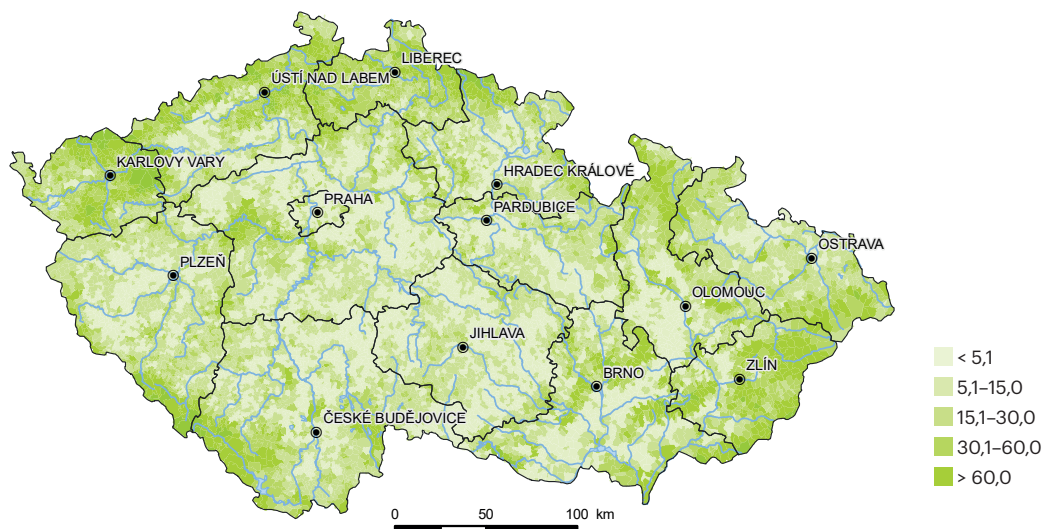 LIBEREC
ÚSTÍ NAD LABEM
KARLOVY VARY
HRADEC KRÁLOVÉ
PRAHA
PARDUBICE
OSTRAVA
PLZEŇ
OLOMOUC
JIHLAVA
ZLÍN
BRNO
ČESKÉ BUDĚJOVICE
< 5,1
5,1–15,0
15,1–30,0
30,1–60,0
> 60,0
0 50 100 km